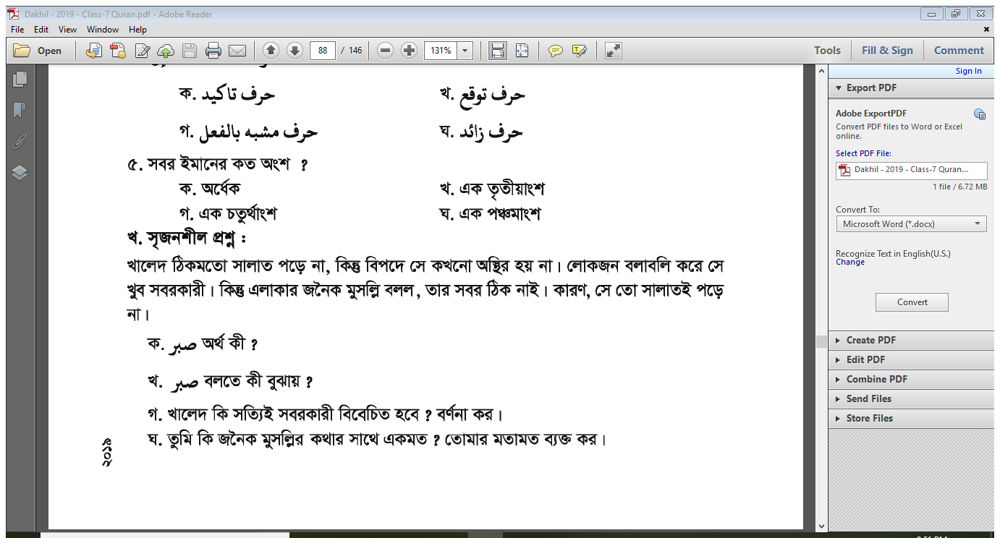 Dakhil - 2019 - Class-7 Quran.pdf - Adobe Reader
File Edit View Window Help
Open 88 / 146 131% Tools Fill & Sign Comment
Sign In
Export PDF
Adobe ExportPDF
Convert PDF files to Word or Excel
online.
Select PDF File:
Dakhil - 2019 - Class-7 Quran...
1 file / 6.72 MB
Convert To:
Microsoft Word (*.docx)
Recognize Text in English(U.S.)
Change
Convert
Create PDF
Edit PDF
Combine PDF
Send Files
Store Files
ক. حرف تاكيد খ. حرف توقع
গ. حرف مشبه بالفعل ঘ. حرف زائد
৫. সবর ইমানের কত অংশ ?
ক. অর্ধেক খ. এক তৃতীয়াংশ
গ. এক চতুর্থাংশ ঘ. এক পঞ্চমাংশ
খ. সৃজনশীল প্রশ্ন :
খালেদ ঠিকমতো সালাত পড়ে না, কিন্তু বিপদে সে কখনো অস্থির হয় না। লোকজন বলাবলি করে সে
খুব সবরকারী। কিন্তু এলাকার জনৈক মুসল্লি বলল, তার সবর ঠিক নাই। কারণ, সে তো সালাতই পড়ে
না।
ক. صبر অর্থ কী ?
খ. صبر বলতে কী বুঝায় ?
গ. খালেদ কি সত্যিই সবরকারী বিবেচিত হবে ? বর্ণনা কর।
ঘ. তুমি কি জনৈক মুসল্লির কথার সাথে একমত ? তোমার মতামত ব্যক্ত কর।
২০১৯